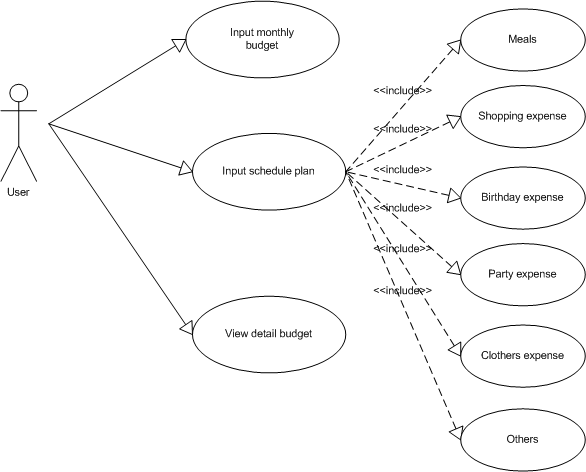 Input monthly
budget
Meals
<<include>>
Shopping expense
<<include>>
User
Input schedule plan
<<include>>
Birthday expense
<<include>>
<<include>>
Party expense
<<include>>
View detail budget
Clothers expense
Others